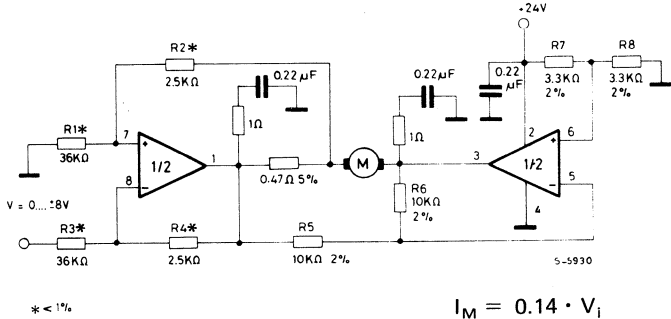 +24V
R2*
2.5KΩ
0.22μF
0.22μF
0.22
μF
R7
3.3KΩ
2%
R8
3.3KΩ
2%
1Ω
1Ω
R1*
36KΩ
7
+
1/2
8
−
1
0.47Ω 5%
M
3
2
+
6
1/2
−
5
4
R6
10KΩ
2%
V = 0....±8V
R3*
36KΩ
R4*
2.5KΩ
R5
10KΩ 2%
S-5930
* < 1%
I_M = 0.14 · V_i